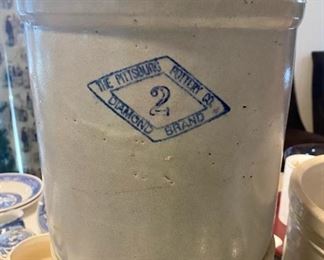 THE PITTSBURG POTTERY CO.
2
DIAMOND BRAND